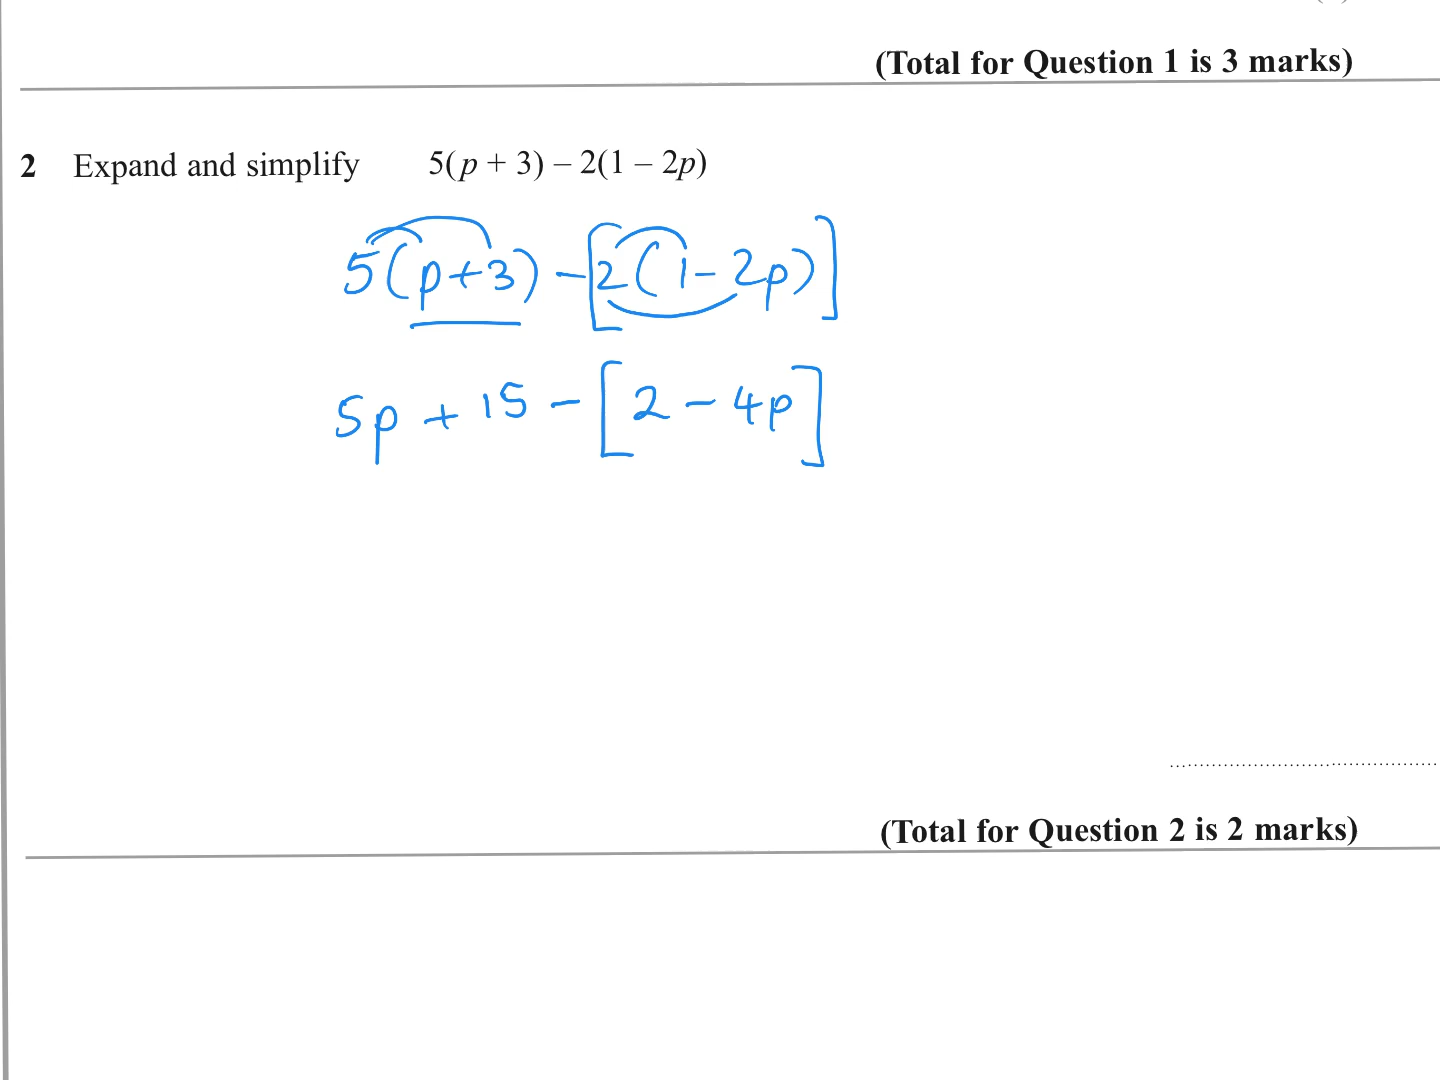 (Total for Question 1 is 3 marks)
2 Expand and simplify 5(p + 3) – 2(1 – 2p)
5(p+3) - [2(1 - 2p)]
5p + 15 - [2 - 4p]
(Total for Question 2 is 2 marks)